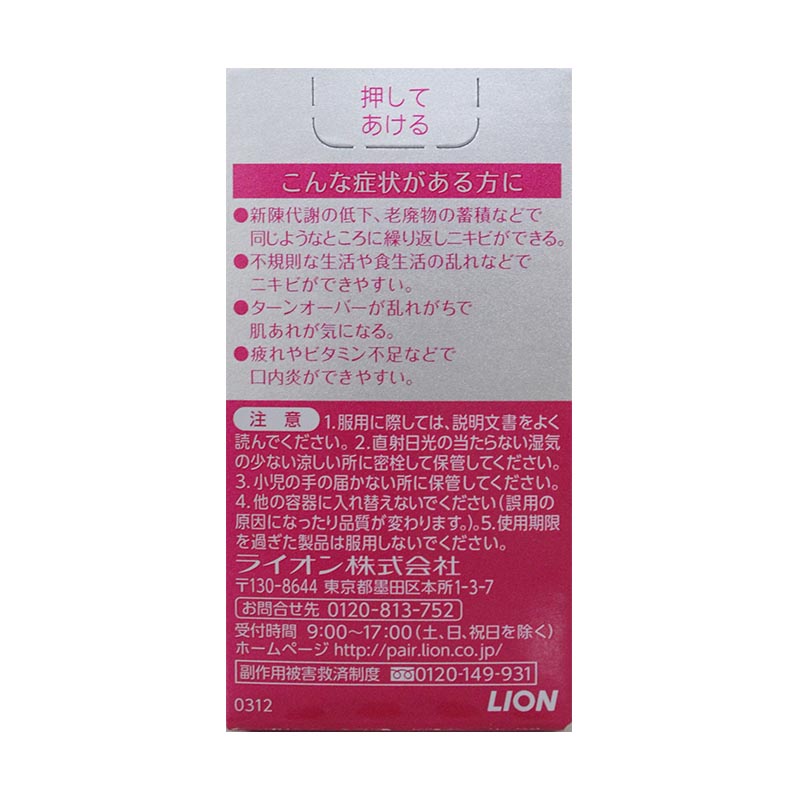 押して
あける
こんな症状がある方に
●新陳代謝の低下、老廃物の蓄積などで
同じようなところに繰り返しニキビができる。
●不規則な生活や食生活の乱れなどで
ニキビができやすい。
●ターンオーバーが乱れがちで
肌あれが気になる。
●疲れやビタミン不足などで
口内炎ができやすい。
注意 1.服用に際しては、説明文書をよく
読んでください。2.直射日光の当たらない湿気
の少ない涼しい所に密栓して保管してください。
3.小児の手の届かない所に保管してください。
4.他の容器に入れ替えないでください(誤用の
原因になったり品質が変わります。)。5.使用期限
を過ぎた製品は服用しないでください。
ライオン株式会社
〒130-8644 東京都墨田区本所1-3-7
お問合せ先 0120-813-752
受付時間 9:00~17:00(土、日、祝日を除く)
ホームページ http://pair.lion.co.jp/
副作用被害救済制度 0120-149-931
0312 LION